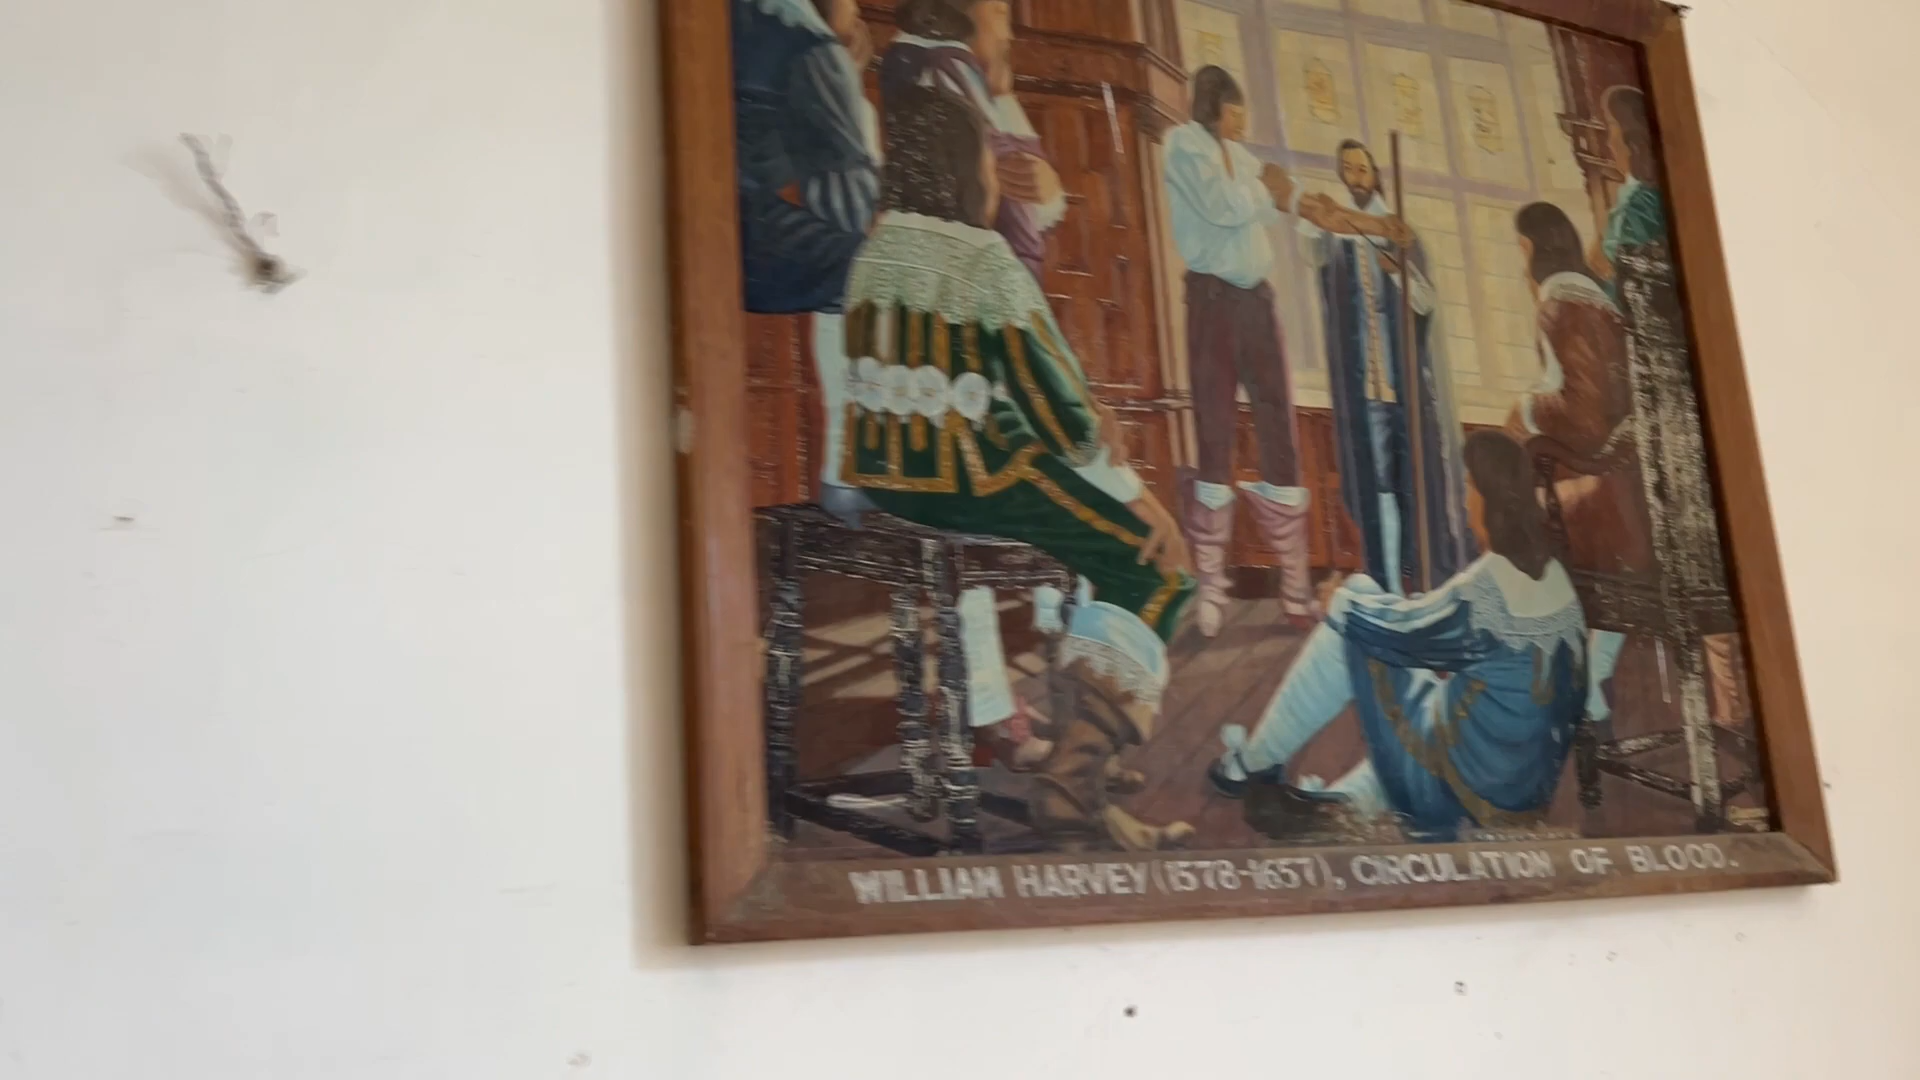 WILLIAM HARVEY (1578-1657), CIRCULATION OF BLOOD.